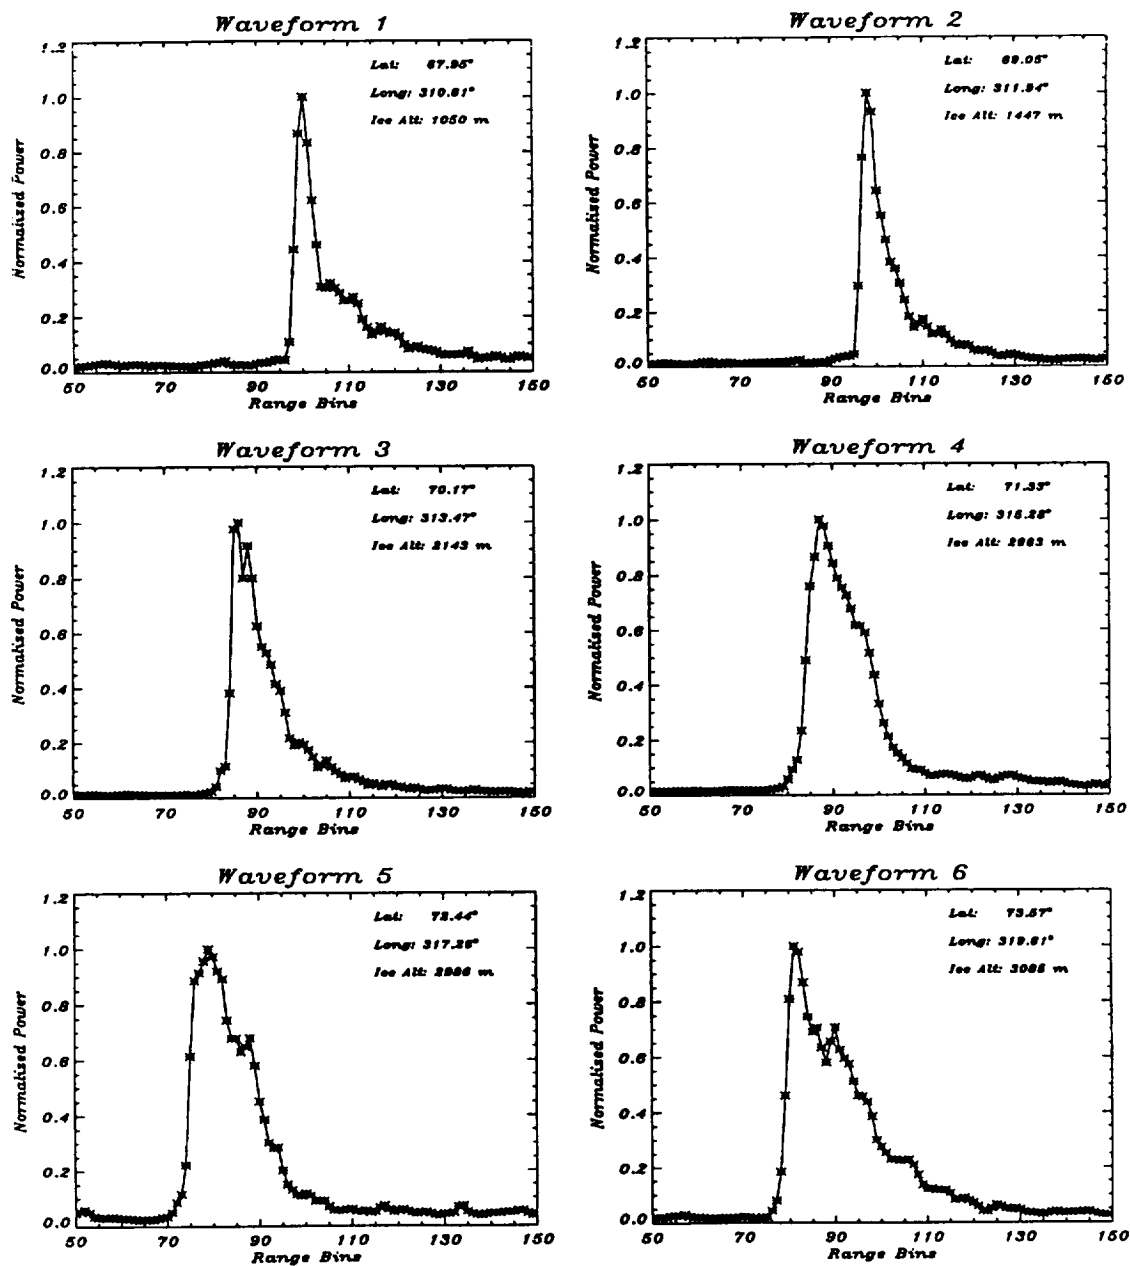 Waveform 1
1.2
1.0
0.8
0.6
0.4
0.2
0.0
Normalised Power
Lat: 67.95°
Long: 310.61°
Ice Alt: 1050 m
50 70 90 110 130 150
Range Bins
Waveform 2
1.2
1.0
0.8
0.6
0.4
0.2
0.0
Normalised Power
Lat: 69.05°
Long: 311.94°
Ice Alt: 1447 m
50 70 90 110 130 150
Range Bins
Waveform 3
1.2
1.0
0.8
0.6
0.4
0.2
0.0
Normalised Power
Lat: 70.17°
Long: 313.47°
Ice Alt: 2143 m
50 70 90 110 130 150
Range Bins
Waveform 4
1.2
1.0
0.8
0.6
0.4
0.2
0.0
Normalised Power
Lat: 71.33°
Long:
Ice Alt: m
50 70 90 110 130 150
Range Bins
Waveform 5
1.2
1.0
0.8
0.6
0.4
0.2
0.0
Normalised Power
Lat: 72.44°
Long:
Ice Alt: 2986 m
50 70 90 110 130 150
Range Bins
Waveform 6
1.2
1.0
0.8
0.6
0.4
0.2
0.0
Normalised Power
Lat: 73.57°
Long: 319.61°
Ice Alt: 3085 m
50 70 90 110 130 150
Range Bins